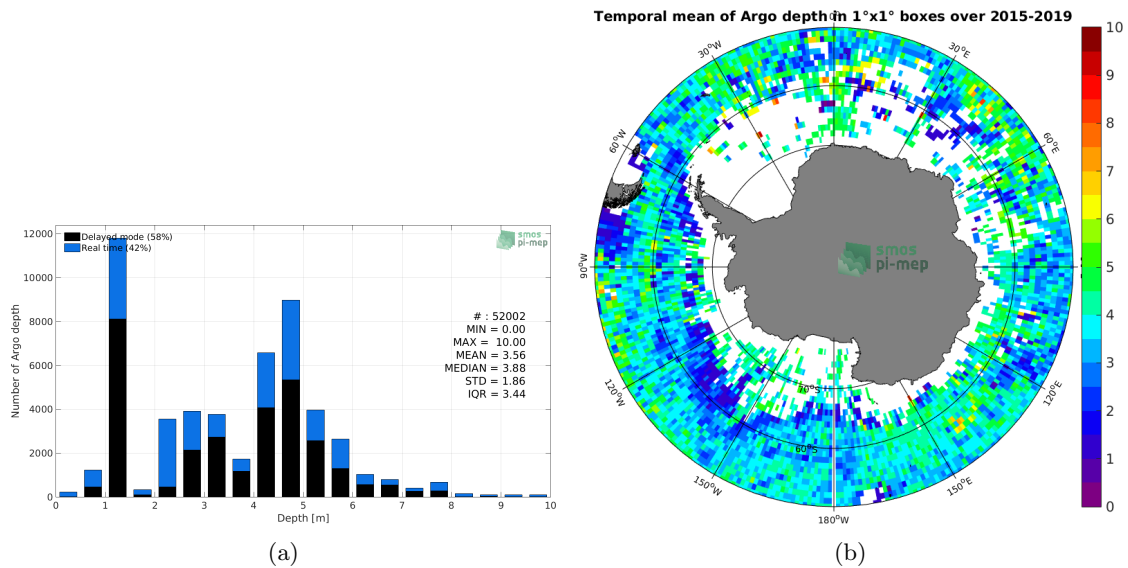 Delayed mode (58%)
Real time (42%)
smos
pi-mep
# : 52002
MIN = 0.00
MAX = 10.00
MEAN = 3.56
MEDIAN = 3.88
STD = 1.86
IQR = 3.44
Number of Argo depth
12000
10000
8000
6000
4000
2000
0
0 1 2 3 4 5 6 7 8 9 10
Depth [m]
(a)
Temporal mean of Argo depth in 1°x1° boxes over 2015-2019
30°W
30°E
60°W
60°E
90°W
120°W
120°E
150°W
150°E
180°W
70°S
60°S
smos
pi-mep
10
9
8
7
6
5
4
3
2
1
0
(b)